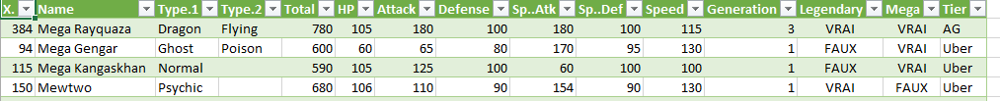 X. Name Type.1 Type.2 Total HP Attack Defense Sp..Atk Sp..Def Speed Generation Legendary Mega Tier
384 Mega Rayquaza Dragon Flying 780 105 180 100 180 100 115 3 VRAI VRAI AG
94 Mega Gengar Ghost Poison 600 60 65 80 170 95 130 1 FAUX VRAI Uber
115 Mega Kangaskhan Normal 590 105 125 100 60 100 100 1 FAUX VRAI Uber
150 Mewtwo Psychic 680 106 110 90 154 90 130 1 VRAI FAUX Uber